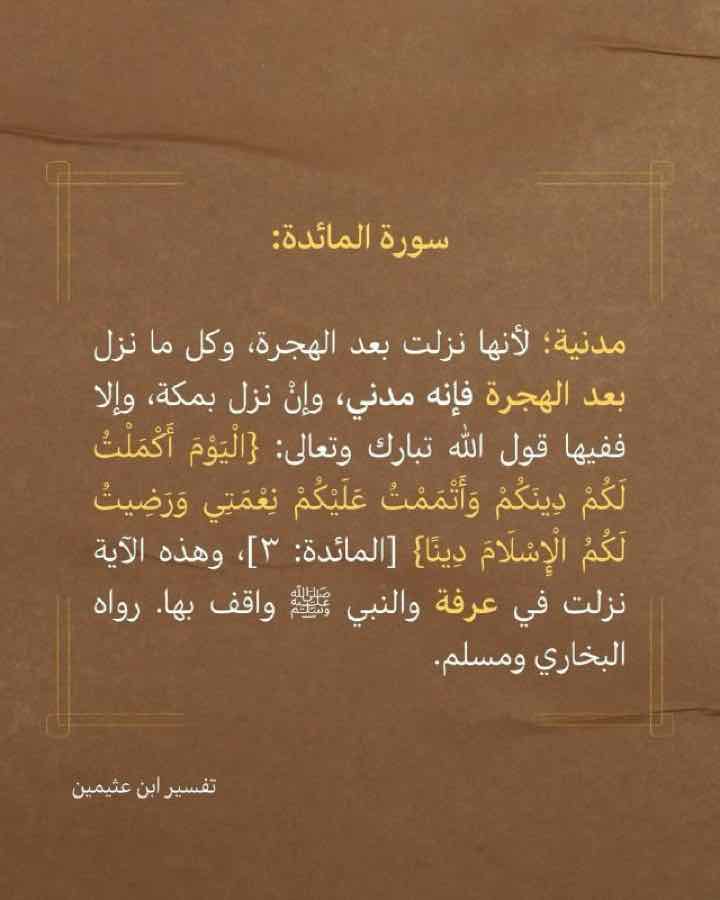 سورة المائدة:
مدنية؛ لأنها نزلت بعد الهجرة، وكل ما نزل
بعد الهجرة فإنه مدني، وإنْ نزل بمكة، وإلا
ففيها قول الله تبارك وتعالى: {الْيَوْمَ أَكْمَلْتُ
لَكُمْ دِينَكُمْ وَأَتْمَمْتُ عَلَيْكُمْ نِعْمَتِي وَرَضِيتُ
لَكُمُ الْإِسْلَامَ دِينًا} [المائدة: ٣]، وهذه الآية
نزلت في عرفة والنبي ﷺ واقف بها. رواه
البخاري ومسلم.
تفسير ابن عثيمين